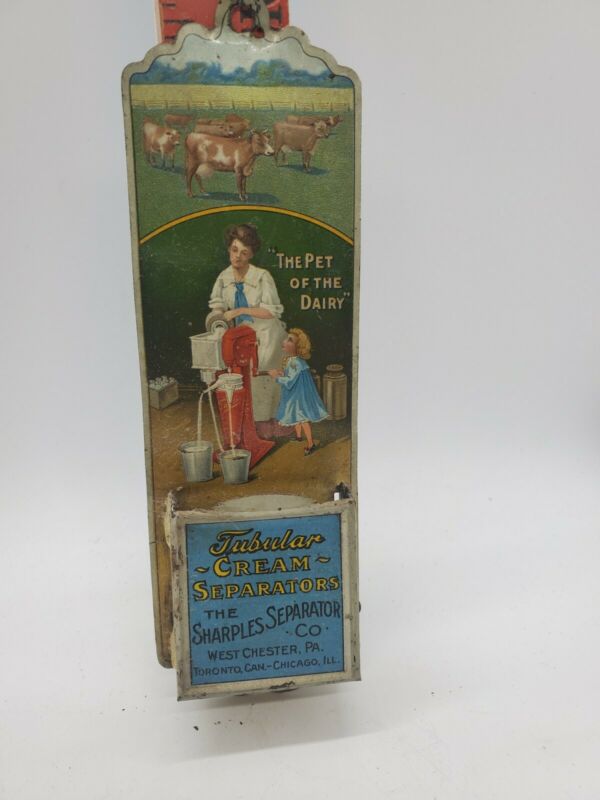 "THE PET
OF THE
DAIRY"
Tubular
~ CREAM ~
SEPARATORS
THE
SHARPLES SEPARATOR
CO
WEST CHESTER, PA.
TORONTO, CAN. - CHICAGO, ILL.